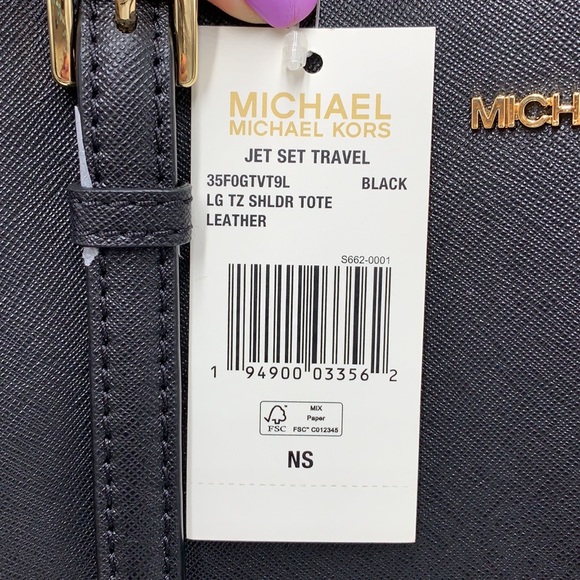 MICHAEL
MICHAEL KORS
JET SET TRAVEL
35F0GTVT9L BLACK
LG TZ SHLDR TOTE
LEATHER
S662-0001
1 94900 03356 2
FSC
MIX
Paper
FSC™ C012345
NS
MICH